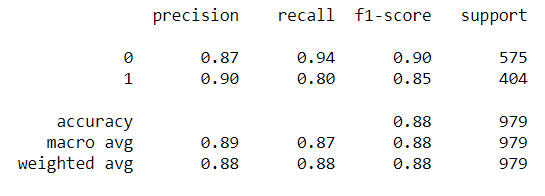 precision recall f1-score support
0 0.87 0.94 0.90 575
1 0.90 0.80 0.85 404
accuracy 0.88 979
macro avg 0.89 0.87 0.88 979
weighted avg 0.88 0.88 0.88 979